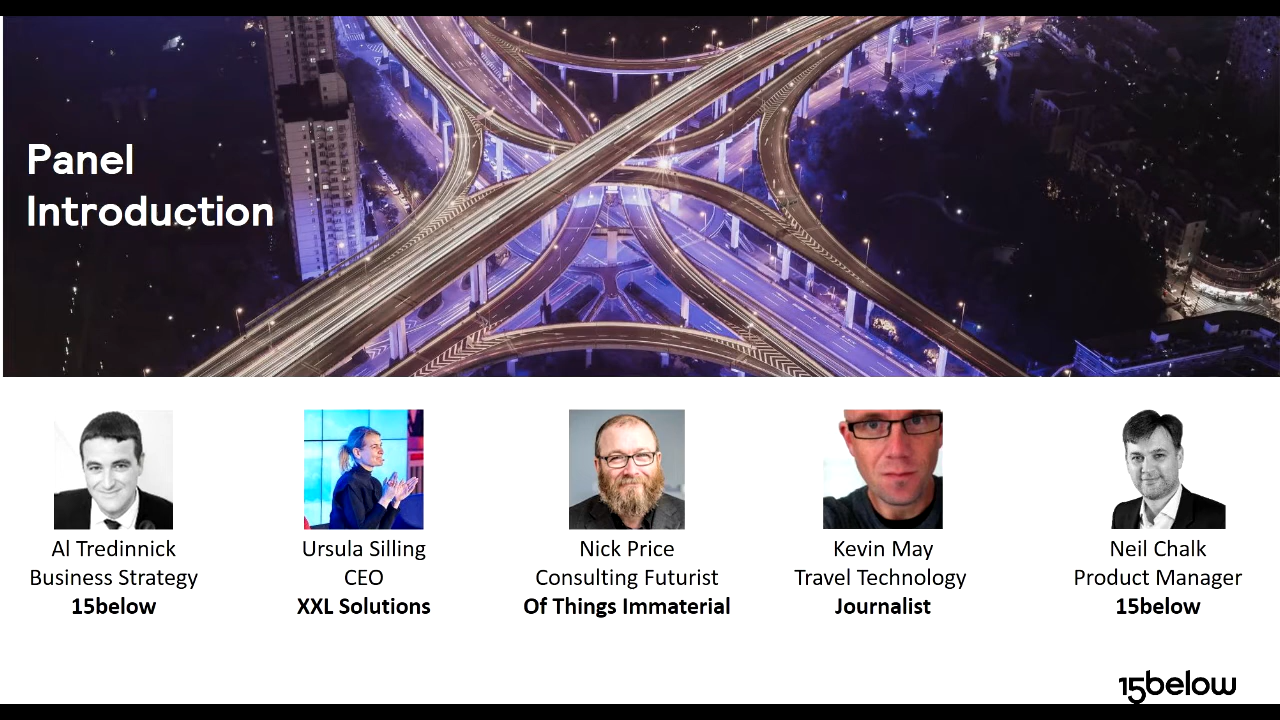 Panel
Introduction
Al Tredinnick
Business Strategy
15below
Ursula Silling
CEO
XXL Solutions
Nick Price
Consulting Futurist
Of Things Immaterial
Kevin May
Travel Technology
Journalist
Neil Chalk
Product Manager
15below
15below